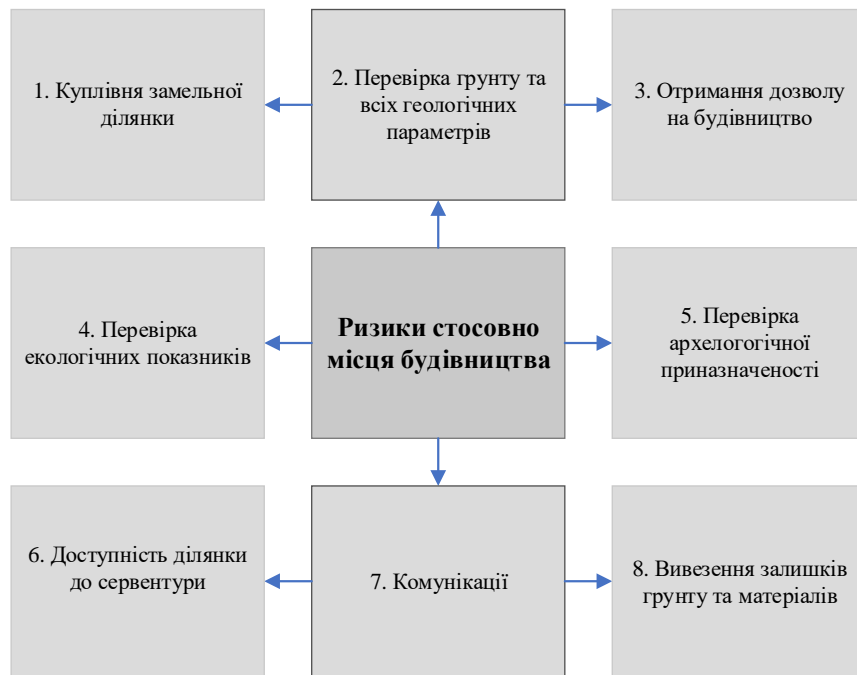 1. Куплівня замельної
ділянки
2. Перевірка грунту та
всіх геологічних
параметрів
3. Отримання дозволу
на будівництво
4. Перевірка
екологічних показників
Ризики стосовно
місця будівництва
5. Перевірка
архелогогічної
приназначеності
6. Доступність ділянки
до сервентури
7. Комунікації
8. Вивезення залишків
грунту та матеріалів